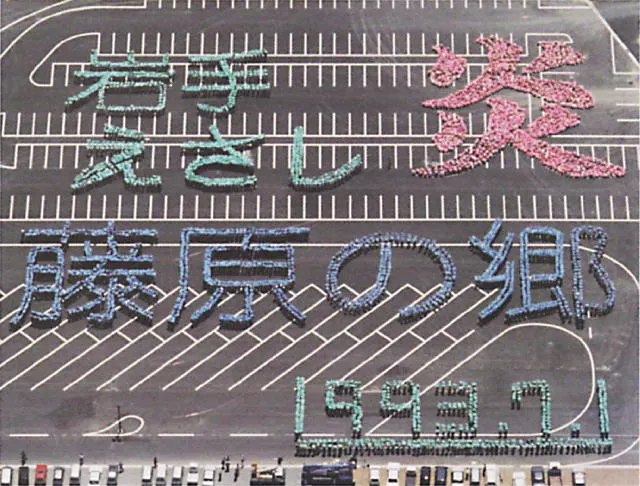 岩手 炎
えさし
藤原の郷
1993.7.1